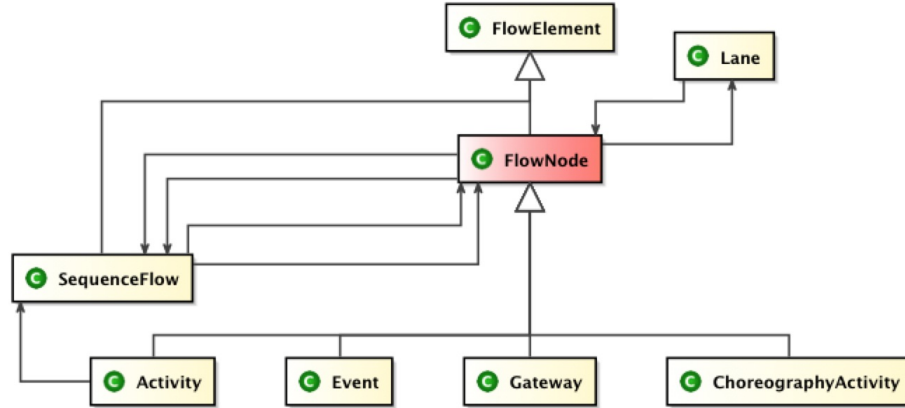 C FlowElement
C Lane
C FlowNode
C SequenceFlow
C Activity
C Event
C Gateway
C ChoreographyActivity